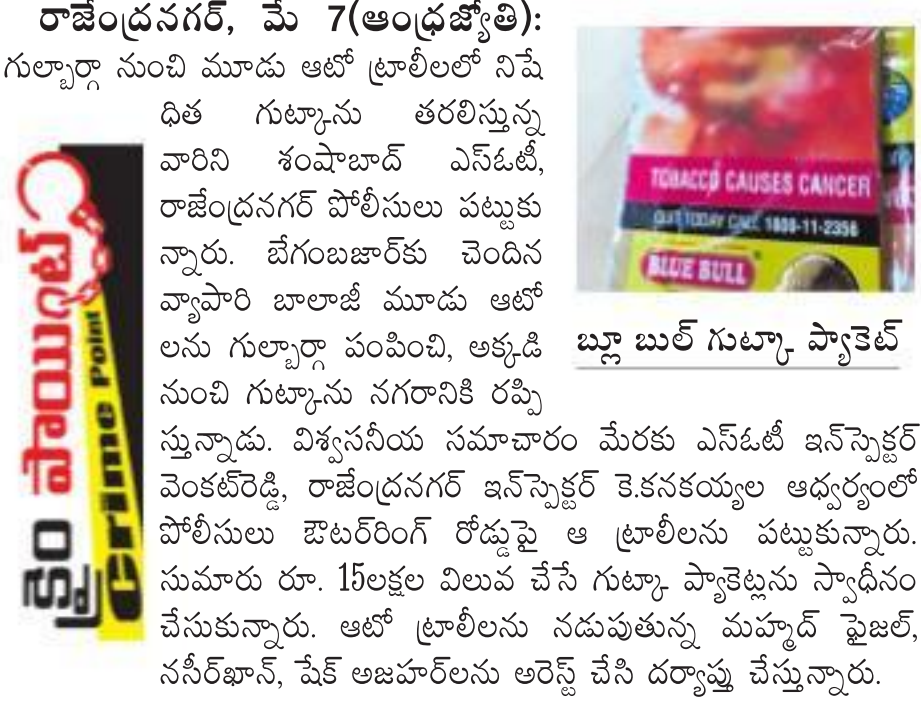 రాజేంద్రనగర్, మే 7(ఆంధ్రజ్యోతి):
గుల్బార్గా నుంచి మూడు ఆటో ట్రాలీలలో నిషే
ధిత గుట్కాను తరలిస్తున్న
వారిని శంషాబాద్ ఎస్‌ఓటీ,
రాజేంద్రనగర్ పోలీసులు పట్టుకు
న్నారు. బేగంబజార్‌కు చెందిన
వ్యాపారి బాలాజీ మూడు ఆటో
లను గుల్బార్గా పంపించి, అక్కడి
నుంచి గుట్కాను నగరానికి రప్పి
స్తున్నాడు. విశ్వసనీయ సమాచారం మేరకు ఎస్‌ఓటీ ఇన్‌స్పెక్టర్
వెంకట్‌రెడ్డి, రాజేంద్రనగర్ ఇన్‌స్పెక్టర్ కె.కనకయ్యల ఆధ్వర్యంలో
పోలీసులు ఔటర్‌రింగ్ రోడ్డుపై ఆ ట్రాలీలను పట్టుకున్నారు.
సుమారు రూ. 15లక్షల విలువ చేసే గుట్కా ప్యాకెట్లను స్వాధీనం
చేసుకున్నారు. ఆటో ట్రాలీలను నడుపుతున్న మహ్మద్ ఫైజల్,
నసీర్‌ఖాన్, షేక్ అజహర్‌లను అరెస్ట్ చేసి దర్యాప్తు చేస్తున్నారు.
క్రైం పాయింట్
Crime Point
TOBACCO CAUSES CANCER
QUIT TODAY CALL 1800-11-2356
BLUE BULL
బ్లూ బుల్ గుట్కా ప్యాకెట్